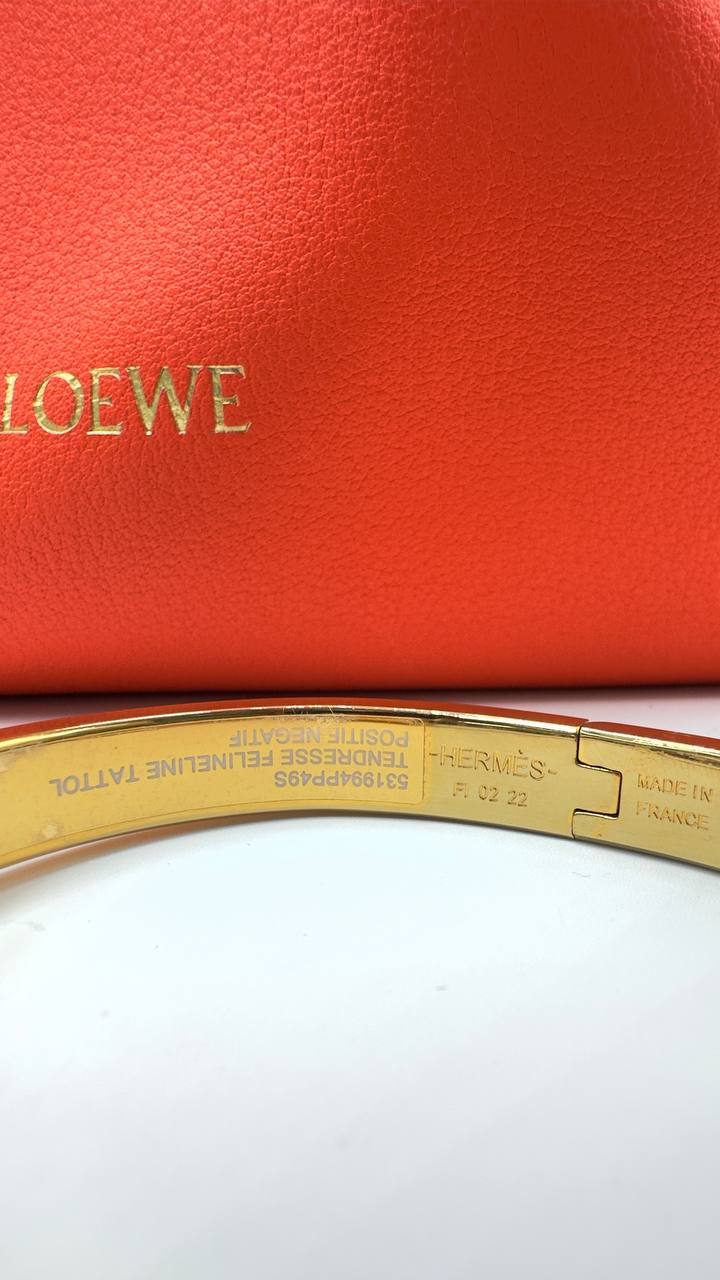 LOEWE
531994PP49S
TENDRESSE FELINELINE TATTOL
POSITIF NEGATIF
-HERMÈS-
FI 02 22
MADE IN
FRANCE